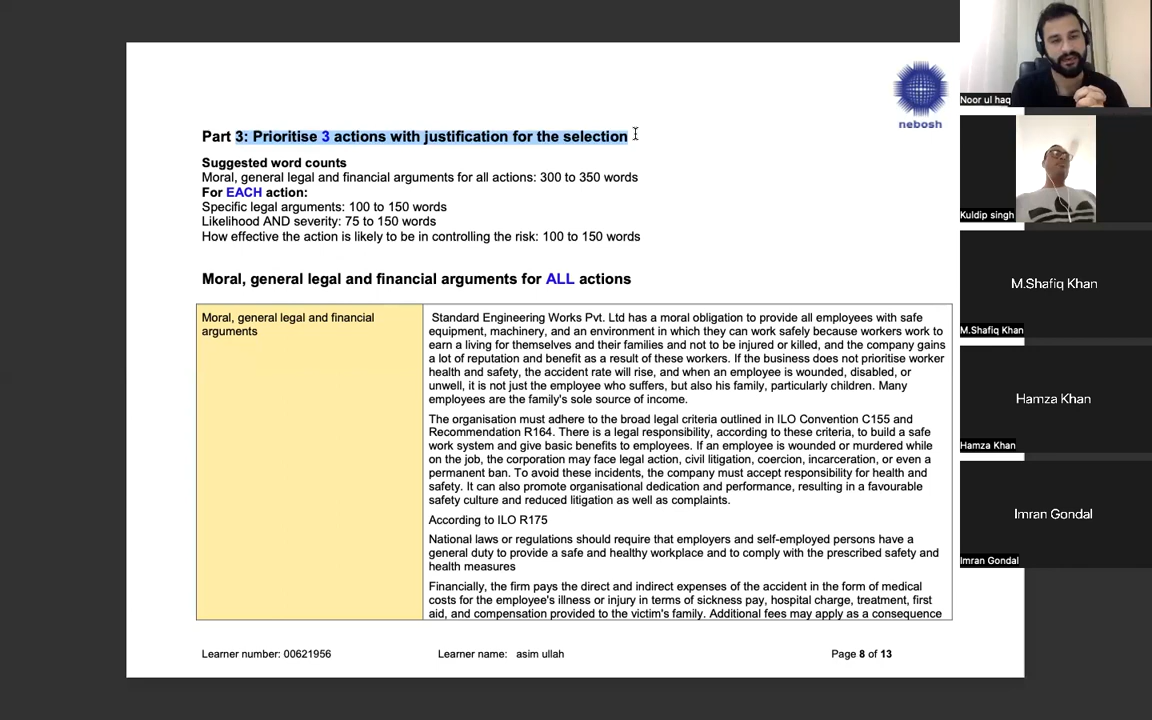 nebosh
Part 3: Prioritise 3 actions with justification for the selection
Suggested word counts
Moral, general legal and financial arguments for all actions: 300 to 350 words
For EACH action:
Specific legal arguments: 100 to 150 words
Likelihood AND severity: 75 to 150 words
How effective the action is likely to be in controlling the risk: 100 to 150 words
Moral, general legal and financial arguments for ALL actions
Moral, general legal and financial
arguments
Standard Engineering Works Pvt. Ltd has a moral obligation to provide all employees with safe
equipment, machinery, and an environment in which they can work safely because workers work to
earn a living for themselves and their families and not to be injured or killed, and the company gains
a lot of reputation and benefit as a result of these workers. If the business does not prioritise worker
health and safety, the accident rate will rise, and when an employee is wounded, disabled, or
unwell, it is not just the employee who suffers, but also his family, particularly children. Many
employees are the family's sole source of income.
The organisation must adhere to the broad legal criteria outlined in ILO Convention C155 and
Recommendation R164. There is a legal responsibility, according to these criteria, to build a safe
work system and give basic benefits to employees. If an employee is wounded or murdered while
on the job, the corporation may face legal action, civil litigation, coercion, incarceration, or even a
permanent ban. To avoid these incidents, the company must accept responsibility for health and
safety. It can also promote organisational dedication and performance, resulting in a favourable
safety culture and reduced litigation as well as complaints.
According to ILO R175
National laws or regulations should require that employers and self-employed persons have a
general duty to provide a safe and healthy workplace and to comply with the prescribed safety and
health measures
Financially, the firm pays the direct and indirect expenses of the accident in the form of medical
costs for the employee's illness or injury in terms of sickness pay, hospital charge, treatment, first
aid, and compensation provided to the victim's family. Additional fees may apply as a consequence
Learner number: 00621956
Learner name: asim ullah
Page 8 of 13
Noor ul haq
Kuldip singh
M.Shafiq Khan
M.Shafiq Khan
Hamza Khan
Hamza Khan
Imran Gondal
Imran Gondal